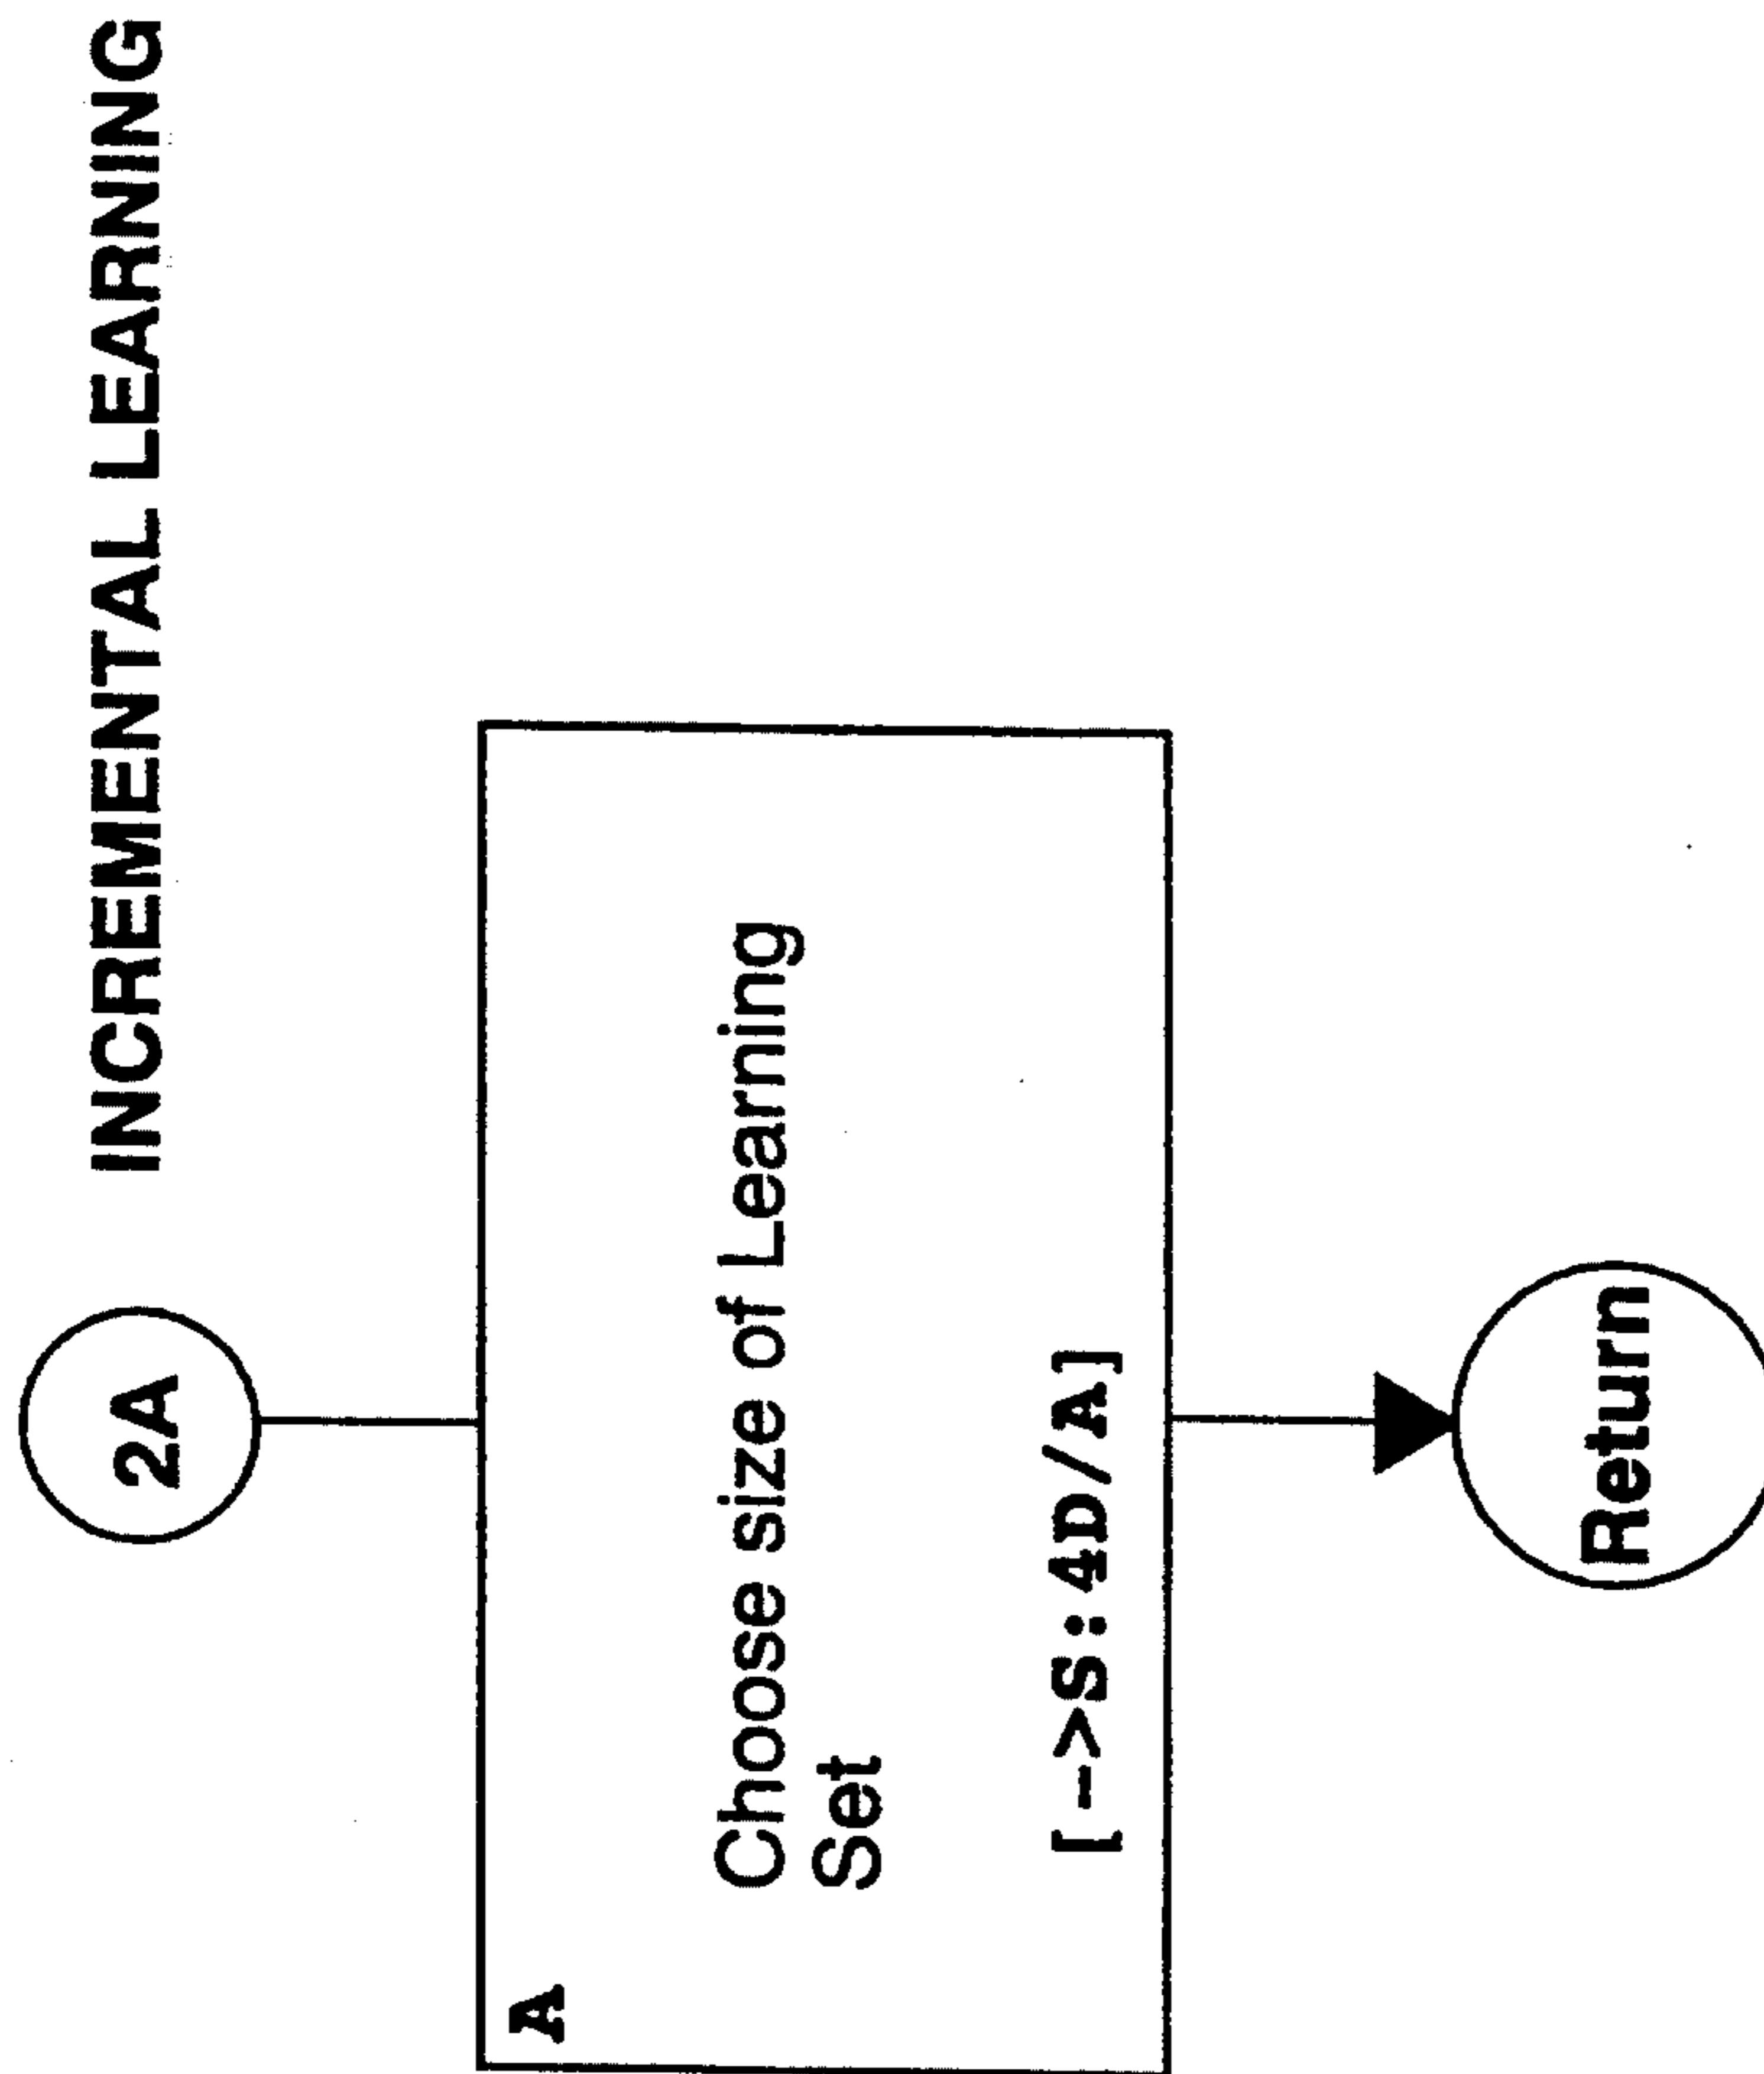 2A
INCREMENTAL LEARNING
A
Choose size of Learning
Set
[->S:4D/A]
Return